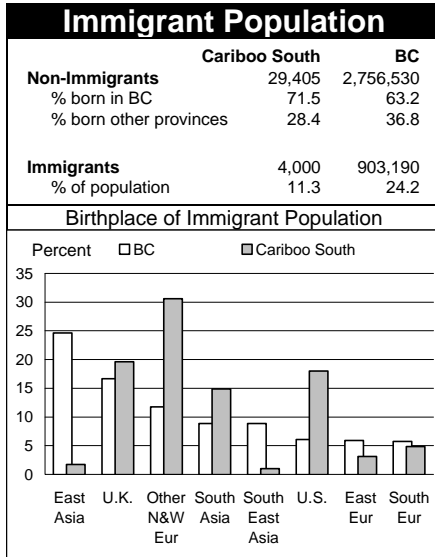 Immigrant Population
Cariboo South BC
Non-Immigrants 29,405 2,756,530
% born in BC 71.5 63.2
% born other provinces 28.4 36.8
Immigrants 4,000 903,190
% of population 11.3 24.2
Birthplace of Immigrant Population
Percent BC Cariboo South
35
30
25
20
15
10
5
0
East Asia
U.K.
Other N&W Eur
South Asia
South East Asia
U.S.
East Eur
South Eur